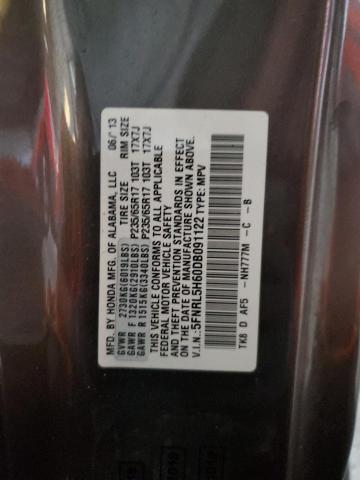 MFD. BY HONDA MFG. OF ALABAMA, LLC 06/13
TIRE SIZE RIM SIZE
GVWR 2730KG(6019LBS)
GAWR F 1320KG(2910LBS) P235/65R17 103T 17X7J
GAWR R 1515KG(3340LBS) P235/65R17 103T 17X7J
THIS VEHICLE CONFORMS TO ALL APPLICABLE
FEDERAL MOTOR VEHICLE SAFETY
AND THEFT PREVENTION STANDARDS IN EFFECT
ON THE DATE OF MANUFACTURE SHOWN ABOVE.
V.I.N.:5FNRL5H60DB091122 TYPE: MPV
TK8 D AF5 -NH777M -C -B